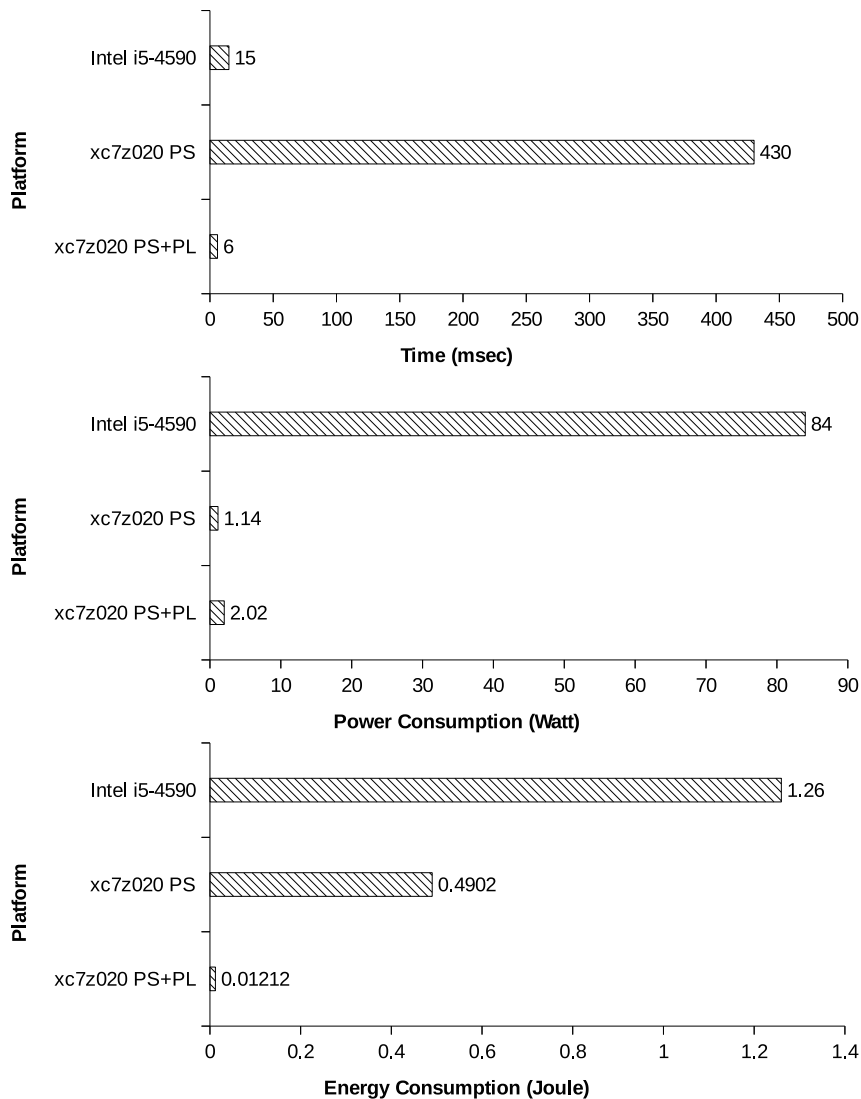 Platform
Intel i5-4590
15
xc7z020 PS
430
xc7z020 PS+PL
6
0 50 100 150 200 250 300 350 400 450 500
Time (msec)
Platform
Intel i5-4590
84
xc7z020 PS
1.14
xc7z020 PS+PL
2.02
0 10 20 30 40 50 60 70 80 90
Power Consumption (Watt)
Platform
Intel i5-4590
1.26
xc7z020 PS
0.4902
xc7z020 PS+PL
0.01212
0 0.2 0.4 0.6 0.8 1 1.2 1.4
Energy Consumption (Joule)